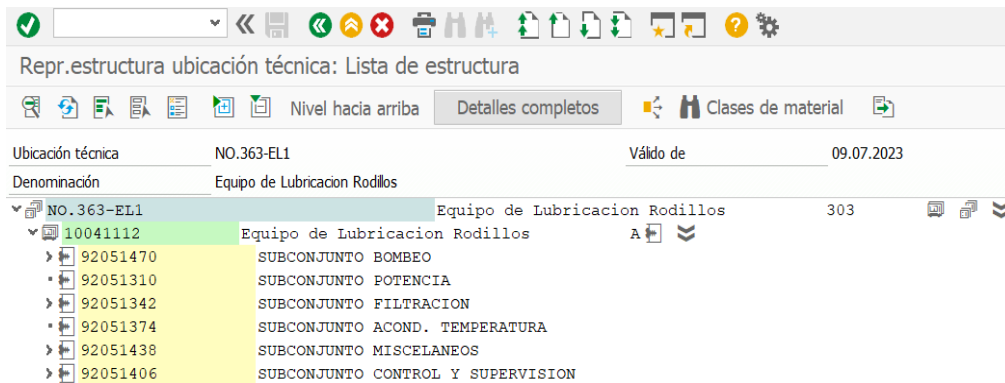 Repr.estructura ubicación técnica: Lista de estructura
Nivel hacia arriba Detalles completos Clases de material
Ubicación técnica NO.363-EL1 Válido de 09.07.2023
Denominación Equipo de Lubricacion Rodillos
NO.363-EL1 Equipo de Lubricacion Rodillos 303
10041112 Equipo de Lubricacion Rodillos A
92051470 SUBCONJUNTO BOMBEO
92051310 SUBCONJUNTO POTENCIA
92051342 SUBCONJUNTO FILTRACION
92051374 SUBCONJUNTO ACOND. TEMPERATURA
92051438 SUBCONJUNTO MISCELANEOS
92051406 SUBCONJUNTO CONTROL Y SUPERVISION